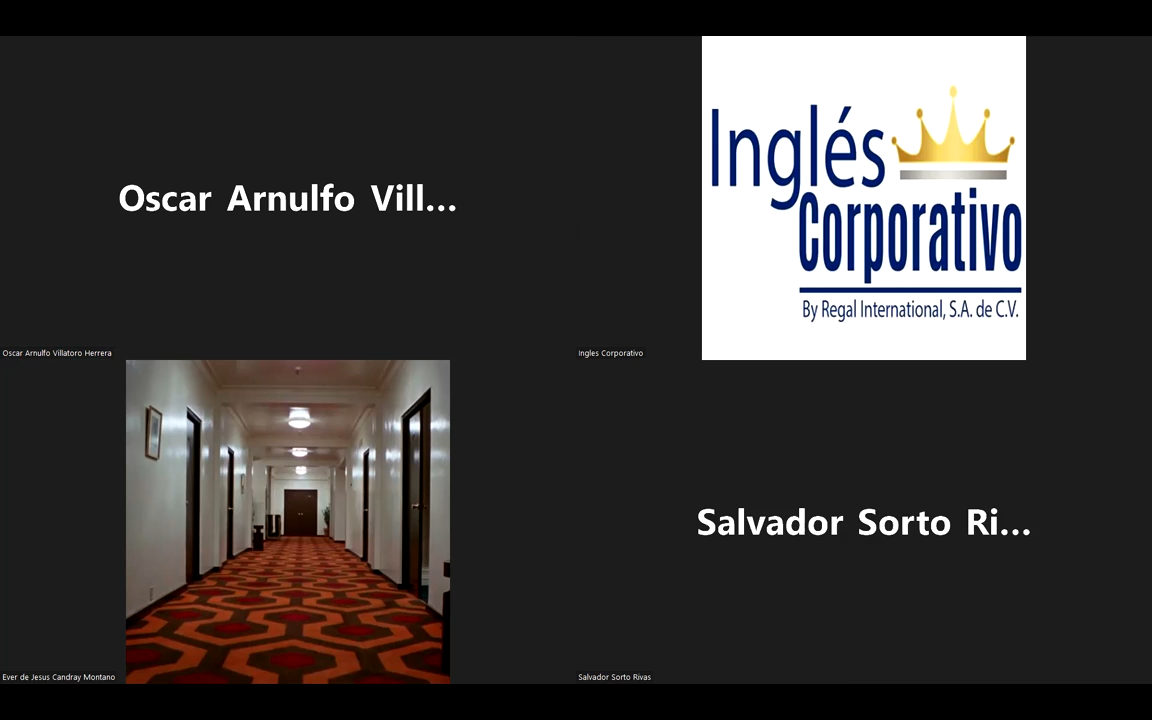 Oscar Arnulfo Vill...
Oscar Arnulfo Villatoro Herrera
Inglés
Corporativo
By Regal International, S.A. de C.V.
Ingles Corporativo
Ever de Jesus Candray Montano
Salvador Sorto Ri...
Salvador Sorto Rivas